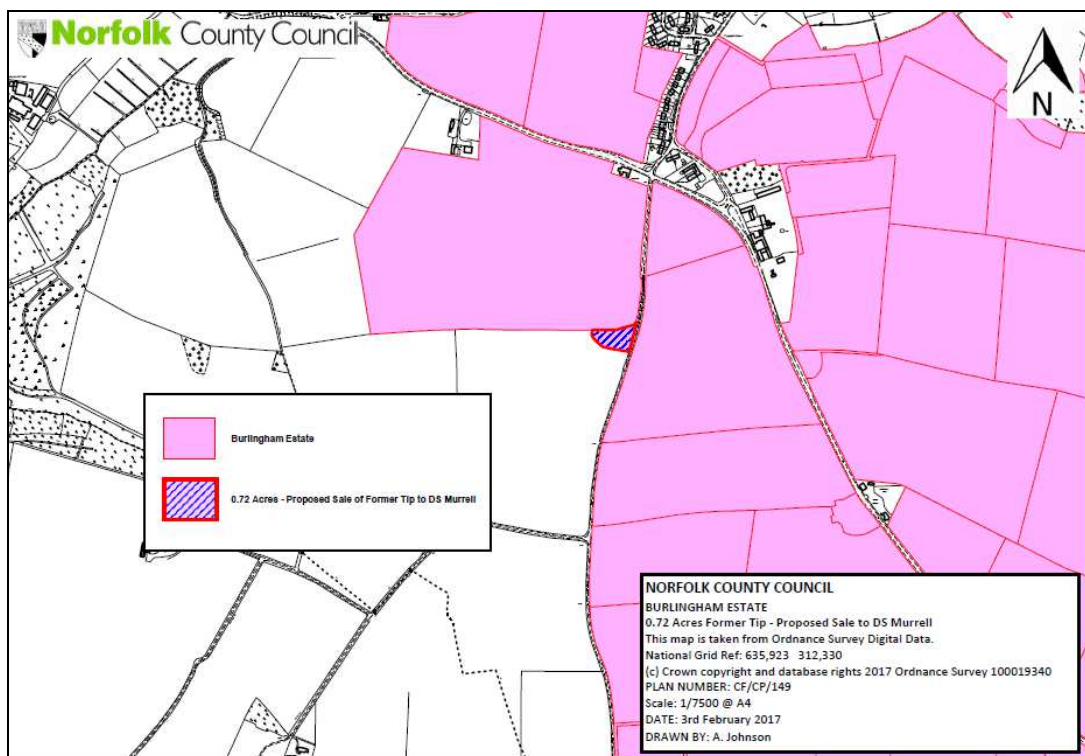 Norfolk County Council
N
Burlingham Estate
0.72 Acres - Proposed Sale of Former Tip to DS Murrell
NORFOLK COUNTY COUNCIL
BURLINGHAM ESTATE
0.72 Acres Former Tip - Proposed Sale to DS Murrell
This map is taken from Ordnance Survey Digital Data.
National Grid Ref: 635,923 312,330
(c) Crown copyright and database rights 2017 Ordnance Survey 100019340
PLAN NUMBER: CF/CP/149
Scale: 1/7500 @ A4
DATE: 3rd February 2017
DRAWN BY: A. Johnson